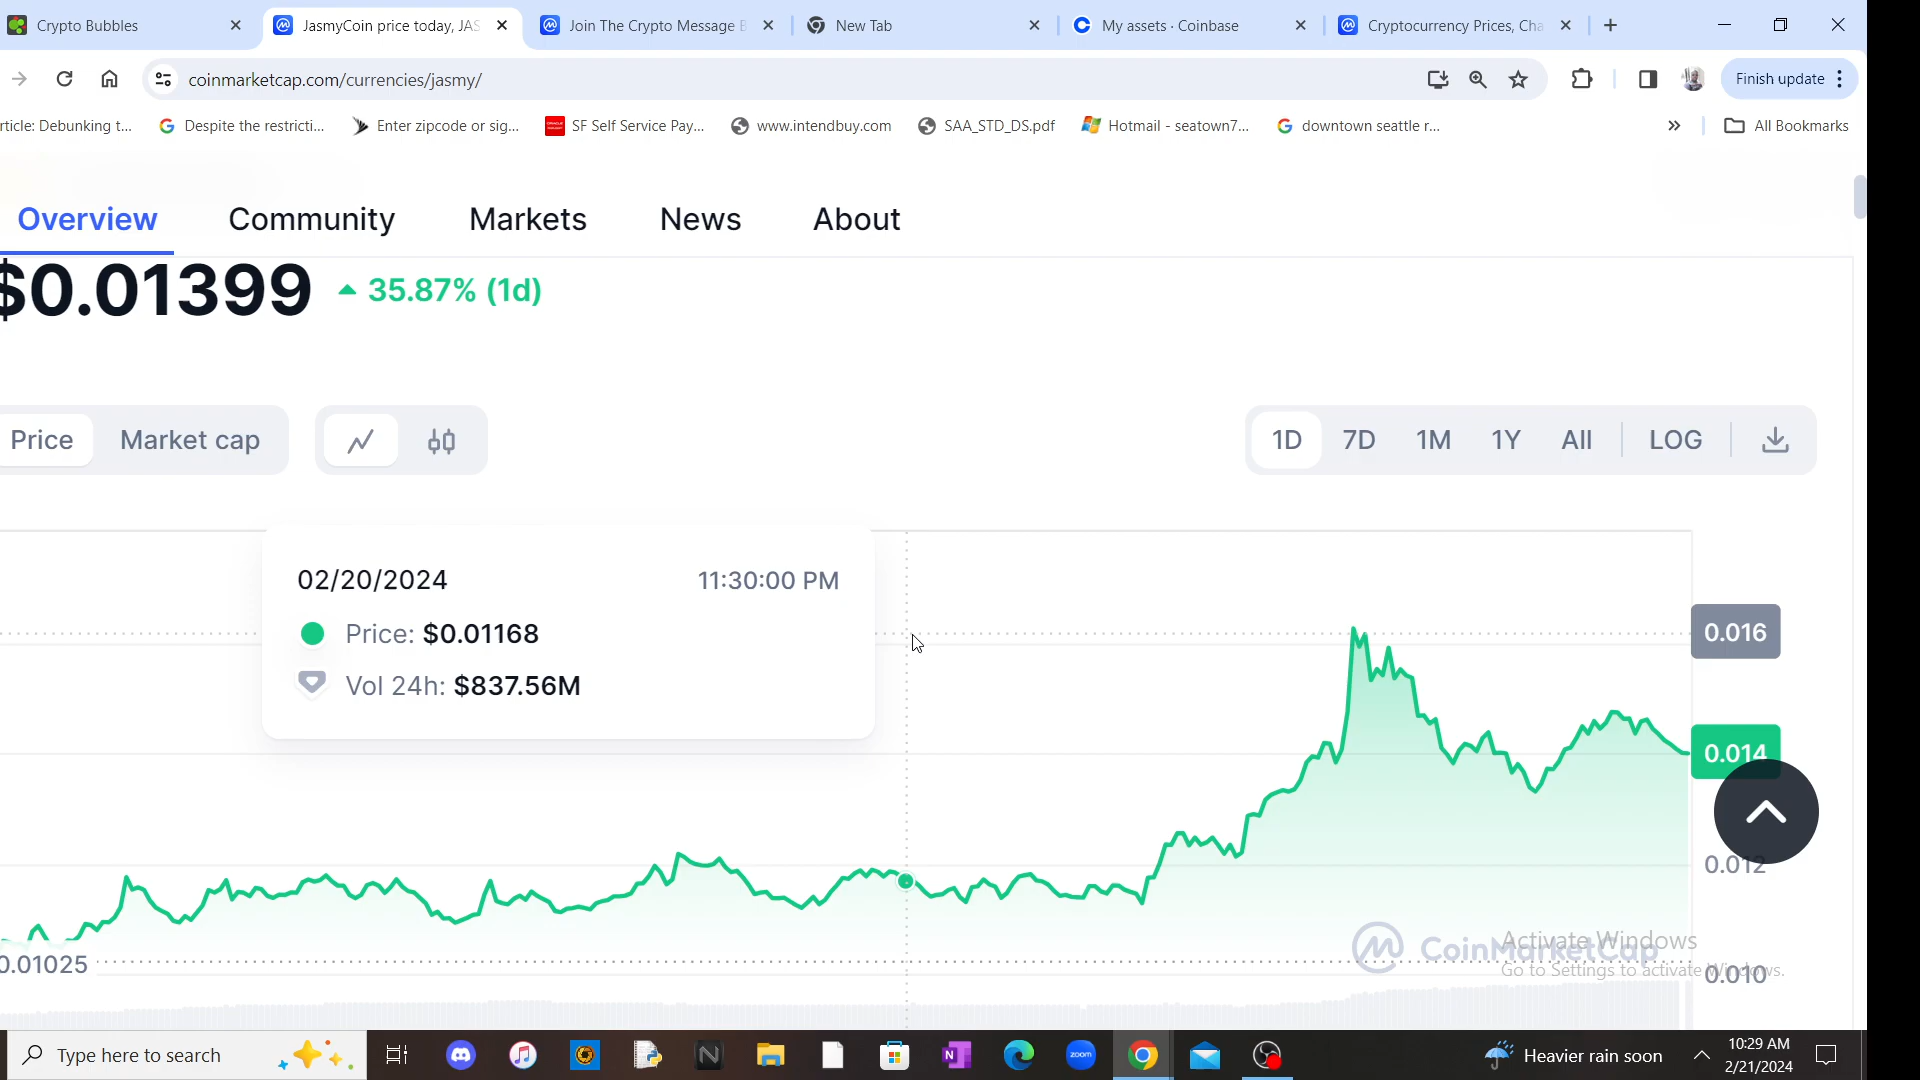 Crypto Bubbles
JasmyCoin price today, JAS
Join The Crypto Message B
New Tab
My assets · Coinbase
Cryptocurrency Prices, Cha
coinmarketcap.com/currencies/jasmy/
Finish update
rticle: Debunking t...
Despite the restricti...
Enter zipcode or sig...
SF Self Service Pay...
www.intendbuy.com
SAA_STD_DS.pdf
Hotmail - seatown7...
downtown seattle r...
All Bookmarks
Overview
Community
Markets
News
About
$0.01399
35.87% (1d)
Price
Market cap
1D
7D
1M
1Y
All
LOG
02/20/2024
11:30:00 PM
Price: $0.01168
Vol 24h: $837.56M
0.016
0.014
0.012
0.01025
CoinMarketCap
Activate Windows
Go to Settings to activate Windows.
0.010
Type here to search
zoom
Heavier rain soon
10:29 AM
2/21/2024